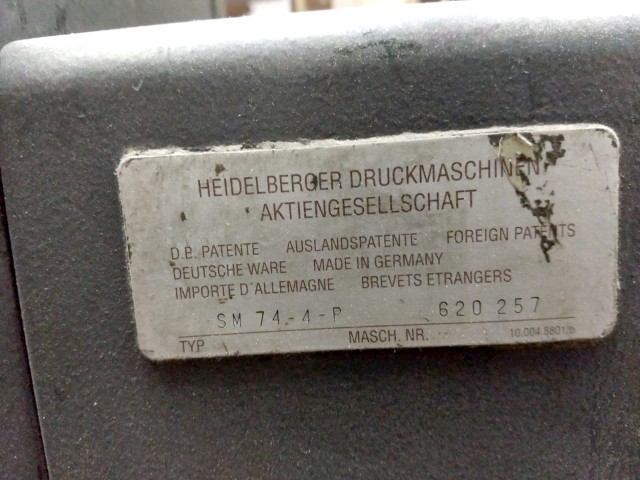 HEIDELBERGER DRUCKMASCHINEN
AKTIENGESELLSCHAFT
D.B. PATENTE AUSLANDSPATENTE FOREIGN PATENTS
DEUTSCHE WARE MADE IN GERMANY
IMPORTE D'ALLEMAGNE BREVETS ETRANGERS
SM 74-4-P 620 257
TYP MASCH. NR. 10.004.8801/b